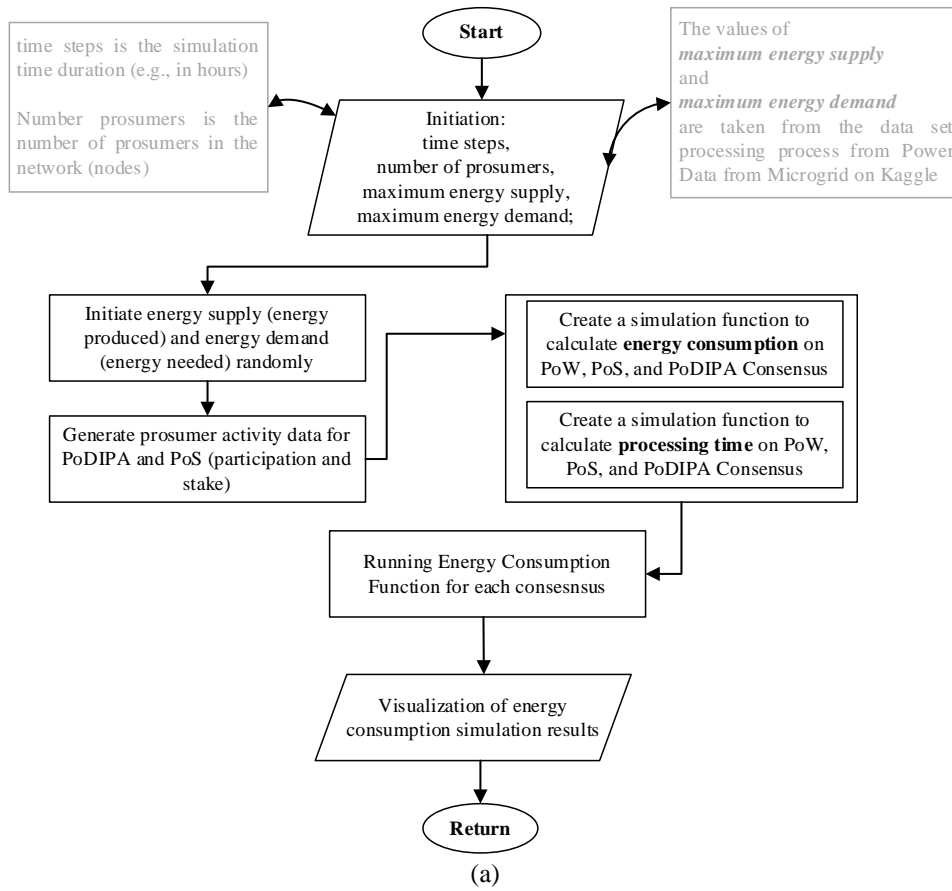 Start
time steps is the simulation
time duration (e.g., in hours)
Number prosumers is the
number of prosumers in the
network (nodes)
The values of
maximum energy supply
and
maximum energy demand
are taken from the data set
processing process from Power
Data from Microgrid on Kaggle
Initiation:
time steps,
number of prosumers,
maximum energy supply,
maximum energy demand;
Initiate energy supply (energy
produced) and energy demand
(energy needed) randomly
Generate prosumer activity data for
PoDIPA and PoS (participation and
stake)
Create a simulation function to
calculate energy consumption on
PoW, PoS, and PoDIPA Consensus
Create a simulation function to
calculate processing time on PoW,
PoS, and PoDIPA Consensus
Running Energy Consumption
Function for each consesnsus
Visualization of energy
consumption simulation results
Return
(a)